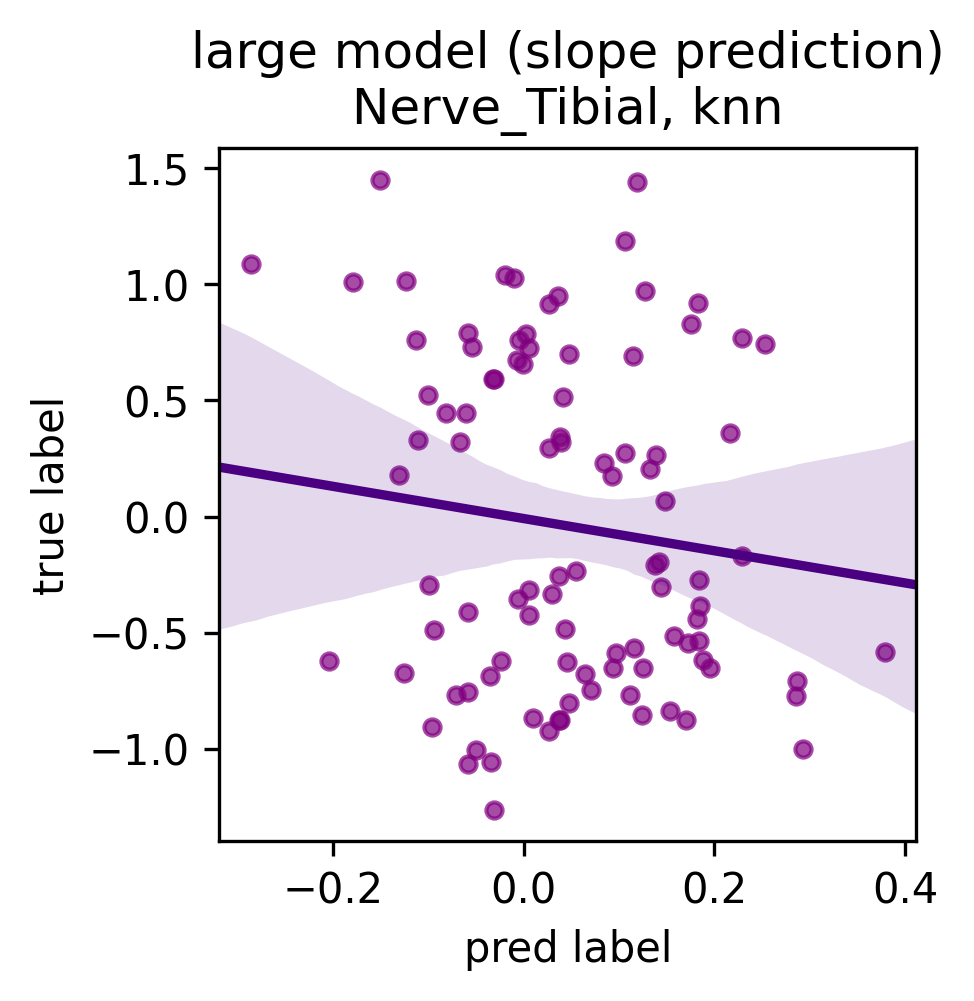 large model (slope prediction)
Nerve_Tibial, knn
1.5
1.0
0.5
0.0
−0.5
−1.0
true label
−0.2
0.0
0.2
0.4
pred label